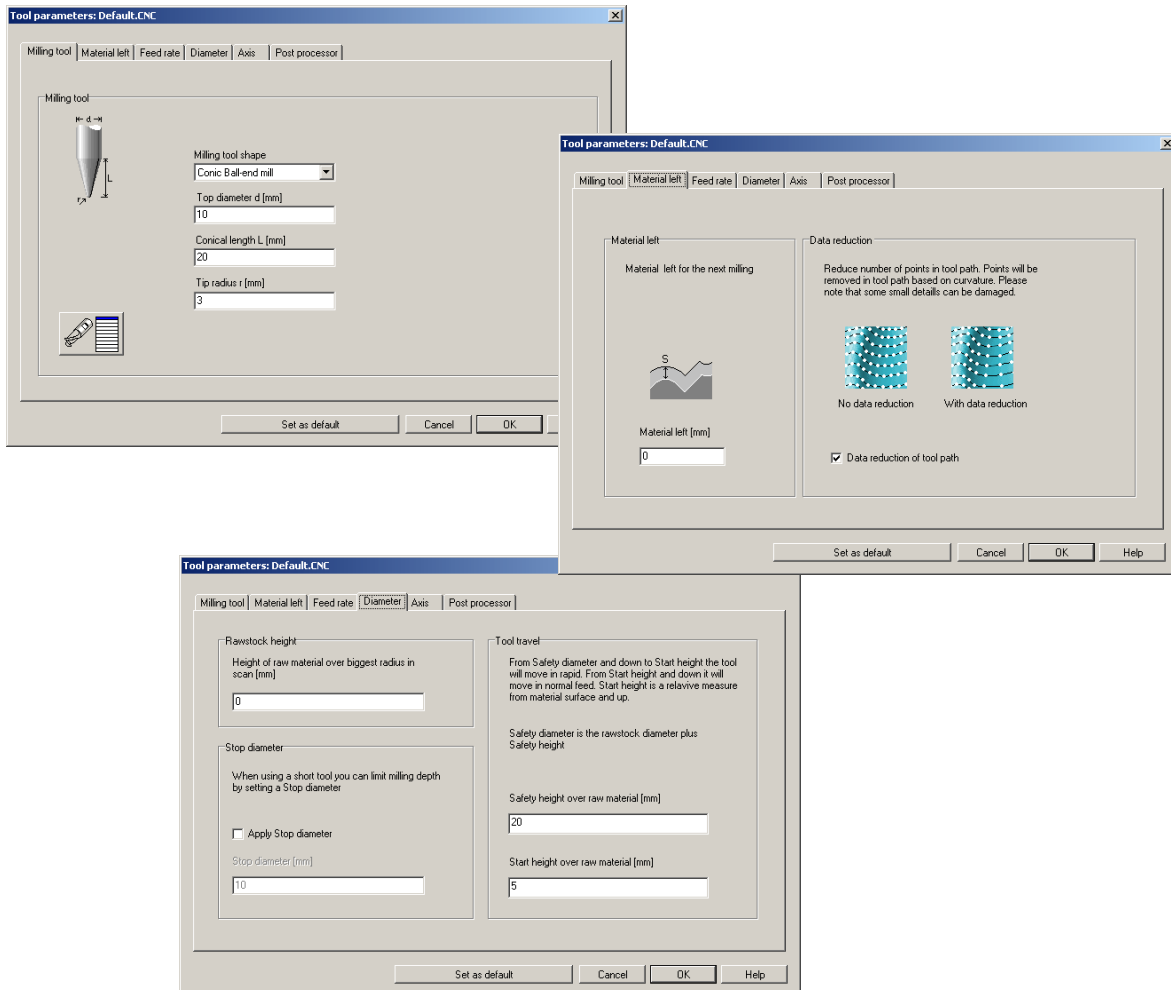 Tool parameters: Default.CNC
Milling tool
Material left
Feed rate
Diameter
Axis
Post processor
Milling tool
d
L
r
Milling tool shape
Conic Ball-end mill
Top diameter d [mm]
10
Conical length L [mm]
20
Tip radius r [mm]
3
Set as default
Cancel
OK
Tool parameters: Default.CNC
Milling tool
Material left
Feed rate
Diameter
Axis
Post processor
Material left
Material left for the next milling
S
Material left [mm]
0
Data reduction
Reduce number of points in tool path. Points will be
removed in tool path based on curvature. Please
note that some small details can be damaged.
No data reduction
With data reduction
Data reduction of tool path
Set as default
Cancel
OK
Help
Tool parameters: Default.CNC
Milling tool
Material left
Feed rate
Diameter
Axis
Post processor
Rawstock height
Height of raw material over biggest radius in
scan [mm]
0
Stop diameter
When using a short tool you can limit milling depth
by setting a Stop diameter
Apply Stop diameter
Stop diameter [mm]
10
Tool travel
From Safety diameter and down to Start height the tool
will move in rapid. From Start height and down it will
move in normal feed. Start height is a relavive measure
from material surface and up.
Safety diameter is the rawstock diameter plus
Safety height
Safety height over raw material [mm]
20
Start height over raw material [mm]
5
Set as default
Cancel
OK
Help